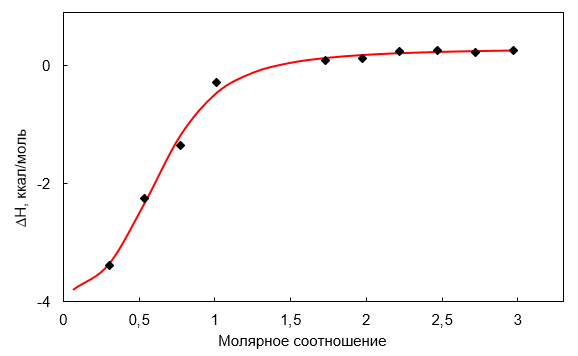 ΔH, ккал/моль
0
-2
-4
0 0,5 1 1,5 2 2,5 3
Молярное соотношение